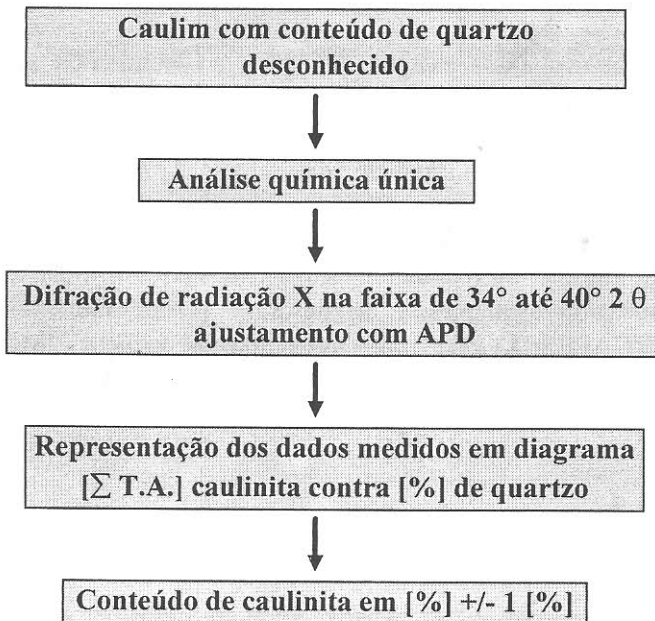 Caulim com conteúdo de quartzo
desconhecido
Análise química única
Difração de radiação X na faixa de 34° até 40° 2 θ
ajustamento com APD
Representação dos dados medidos em diagrama
[∑ T.A.] caulinita contra [%] de quartzo
Conteúdo de caulinita em [%] +/- 1 [%]